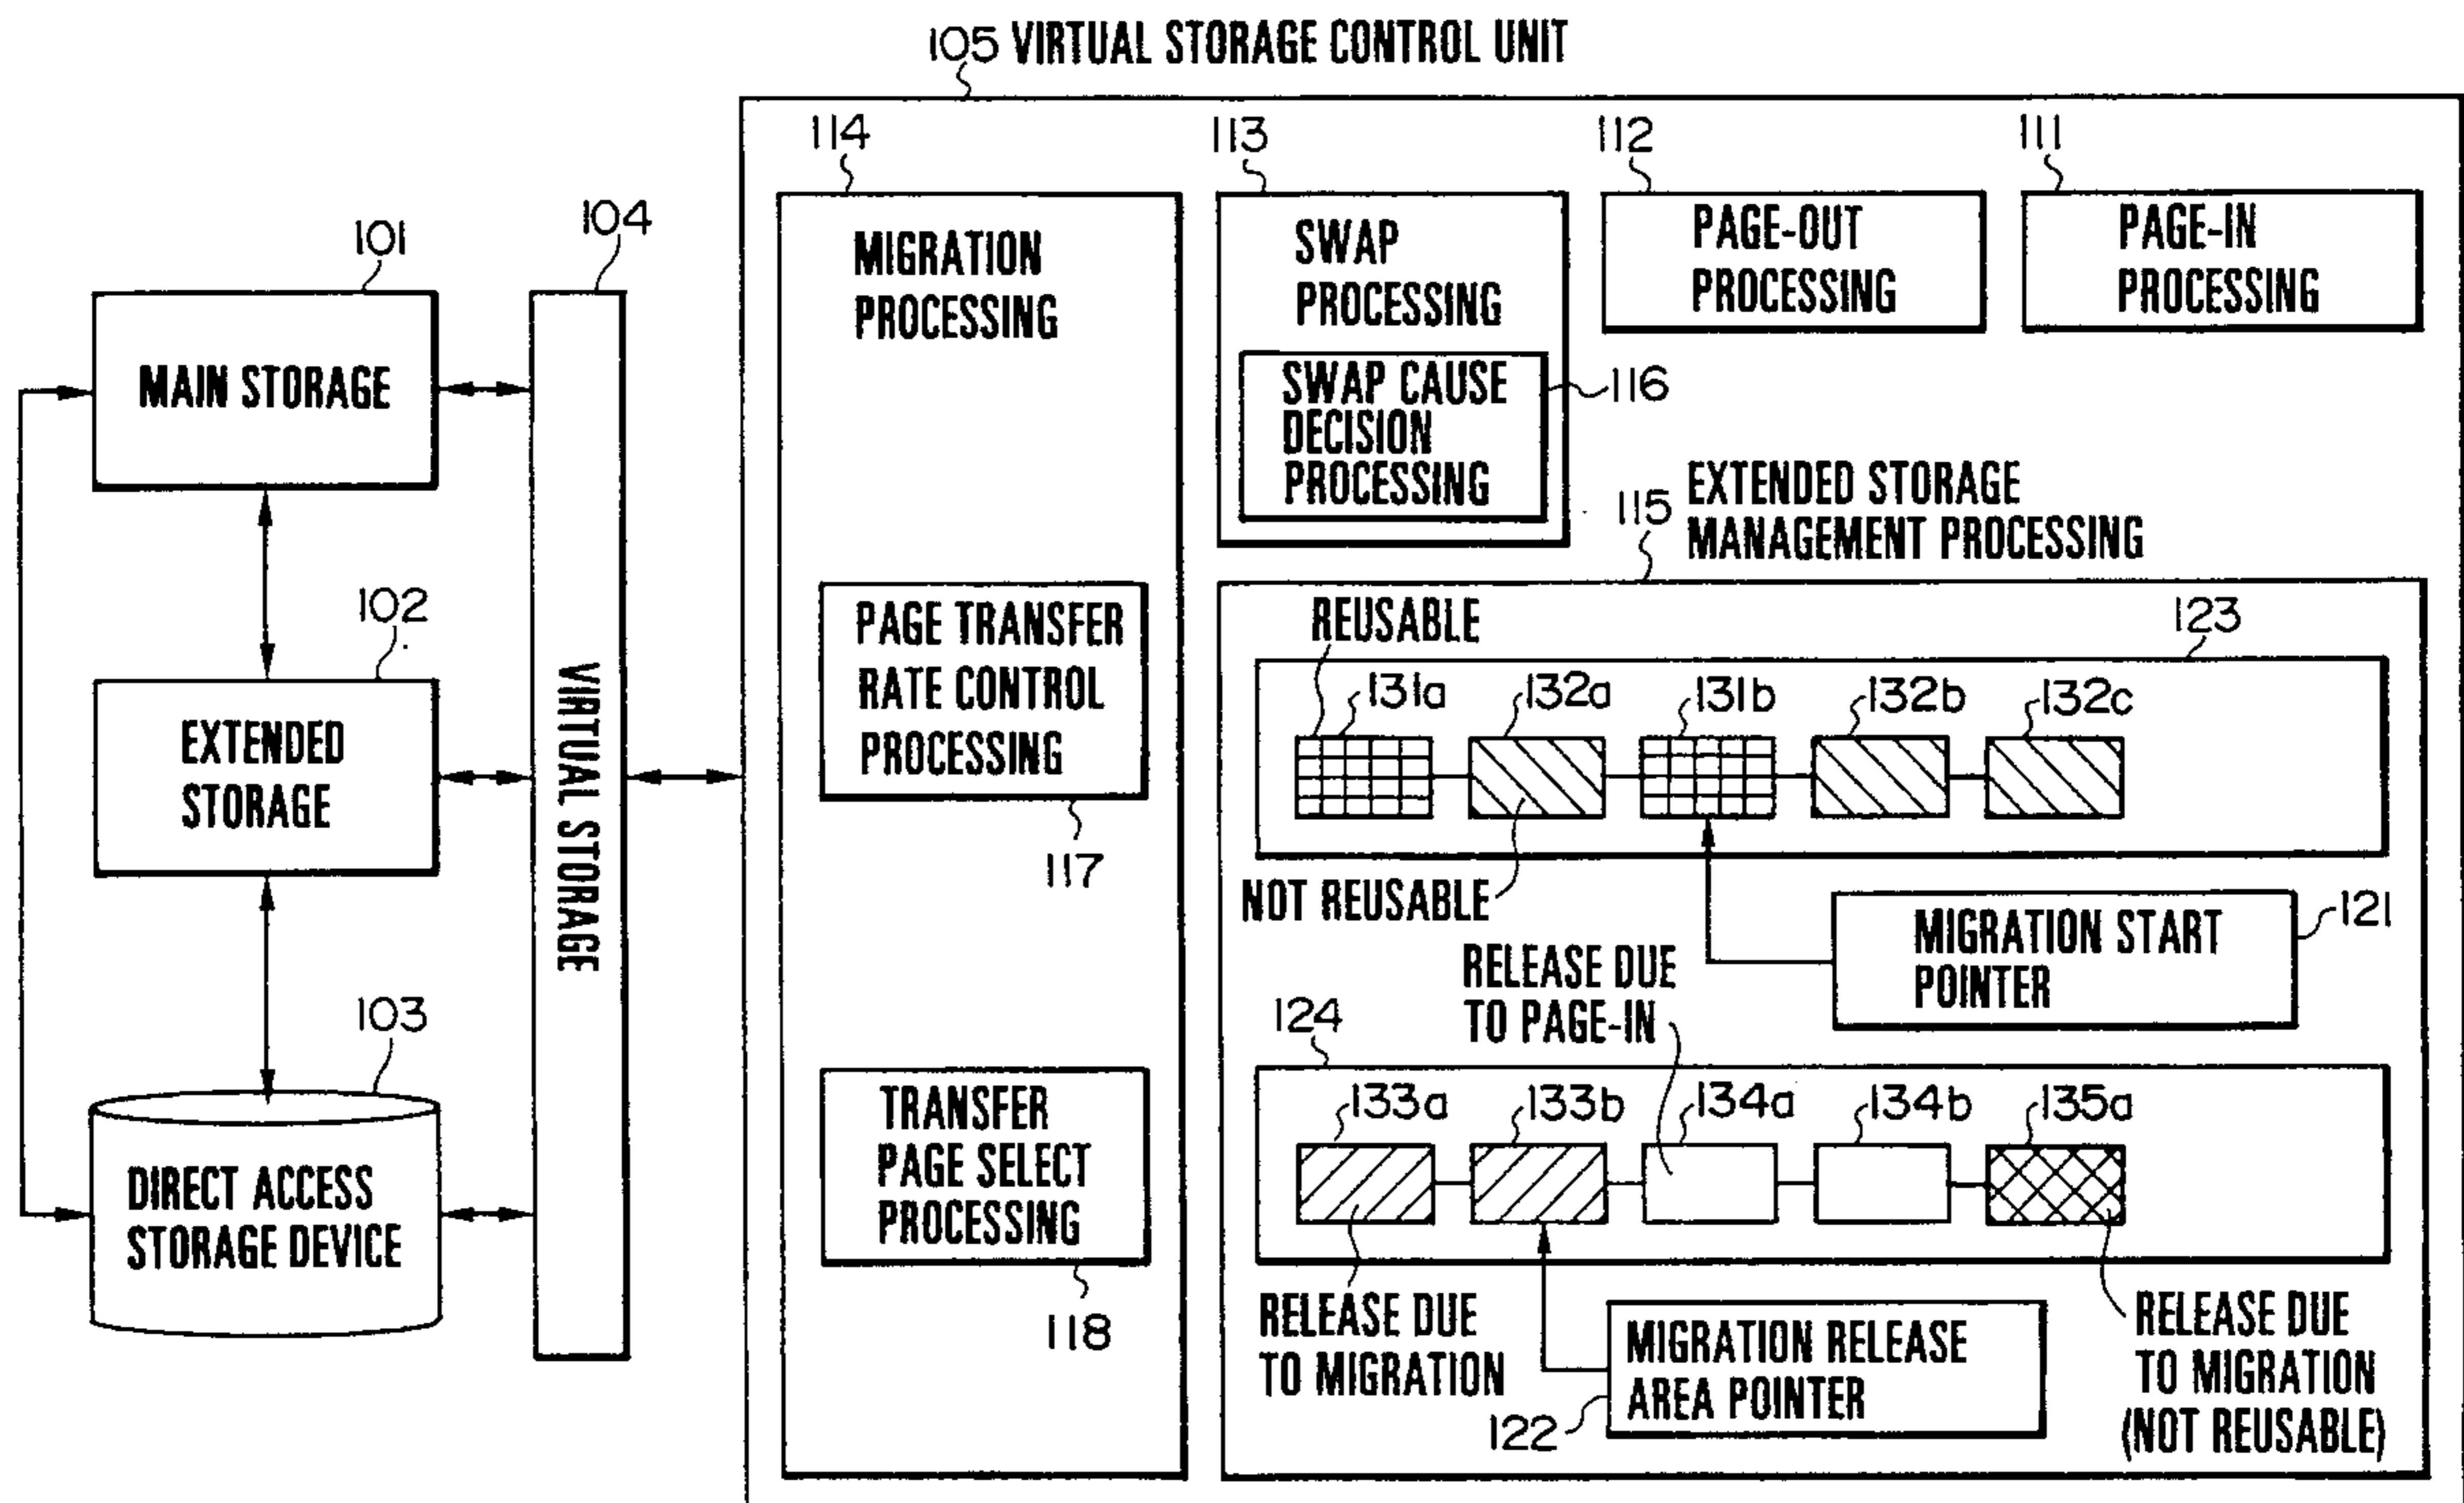 105 VIRTUAL STORAGE CONTROL UNIT
114
113
112
111
104
101
MIGRATION
PROCESSING
SWAP
PROCESSING
PAGE-OUT
PROCESSING
PAGE-IN
PROCESSING
MAIN STORAGE
SWAP CAUSE
DECISION
PROCESSING
116
115 EXTENDED STORAGE
MANAGEMENT PROCESSING
102
EXTENDED
STORAGE
VIRTUAL STORAGE
PAGE TRANSFER
RATE CONTROL
PROCESSING
117
REUSABLE
123
131a
132a
131b
132b
132c
NOT REUSABLE
MIGRATION START
POINTER
121
RELEASE DUE
TO PAGE-IN
103
DIRECT ACCESS
STORAGE DEVICE
TRANSFER
PAGE SELECT
PROCESSING
118
124
133a
133b
134a
134b
135a
RELEASE DUE
TO MIGRATION
MIGRATION RELEASE
AREA POINTER
122
RELEASE DUE
TO MIGRATION
(NOT REUSABLE)